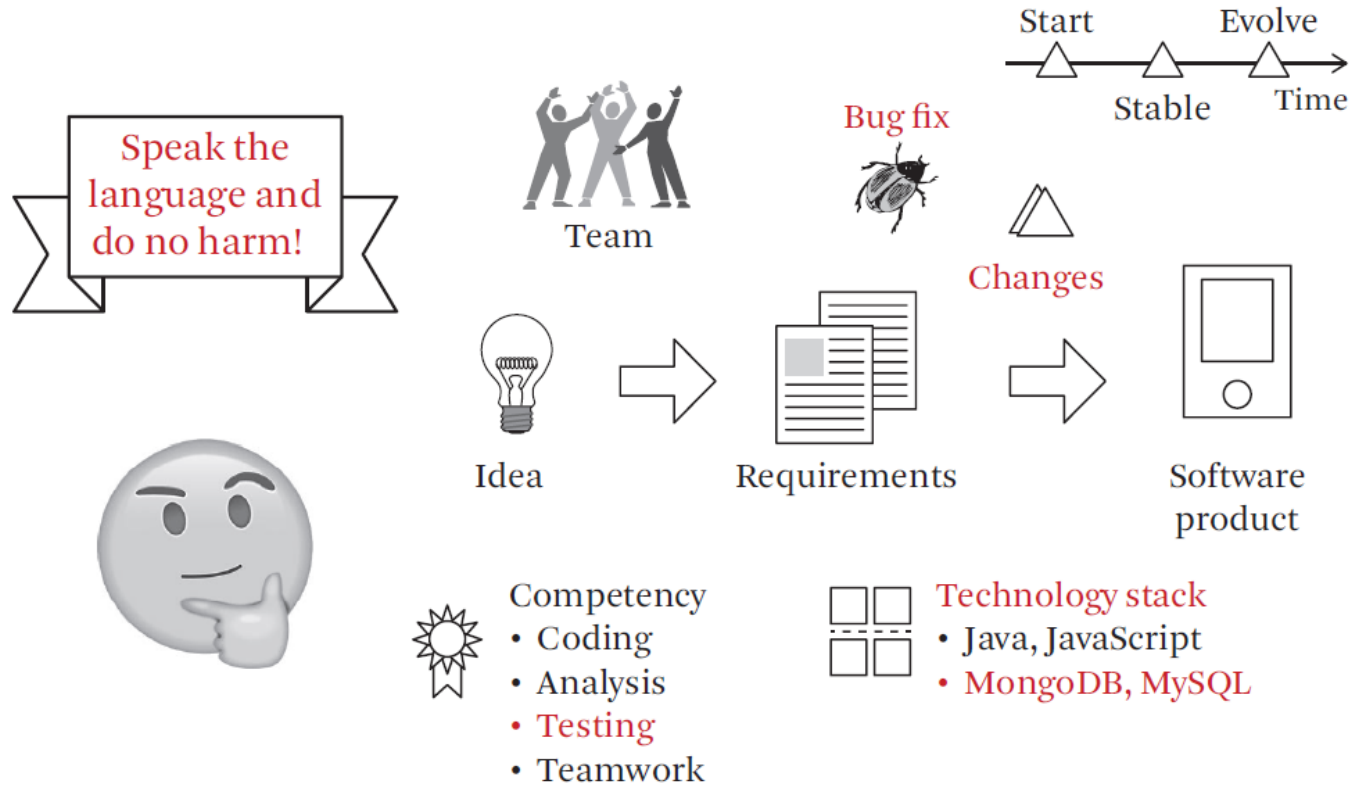 Speak the
language and
do no harm!
Team
Bug fix
Changes
Start
Evolve
Stable
Time
Idea
Requirements
Software
product
Competency
• Coding
• Analysis
• Testing
• Teamwork
Technology stack
• Java, JavaScript
• MongoDB, MySQL